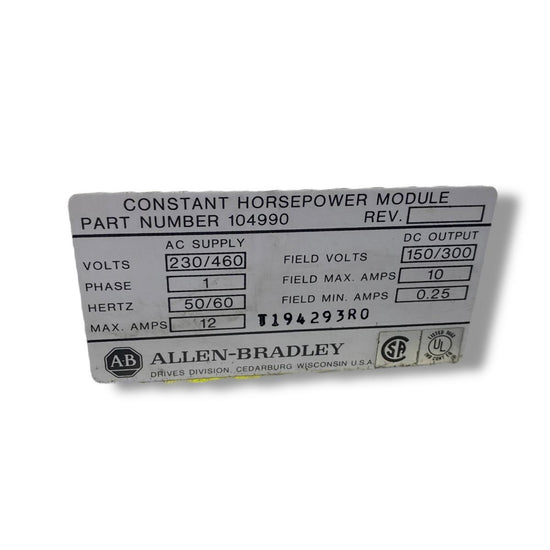 CONSTANT HORSEPOWER MODULE
PART NUMBER 104990 REV.
AC SUPPLY
VOLTS 230/460
PHASE 1
HERTZ 50/60
MAX. AMPS 12
DC OUTPUT
FIELD VOLTS 150/300
FIELD MAX. AMPS 10
FIELD MIN. AMPS 0.25
T194293R0
A-B ALLEN-BRADLEY
DRIVES DIVISION, CEDARBURG WISCONSIN U.S.A.
SA
UL